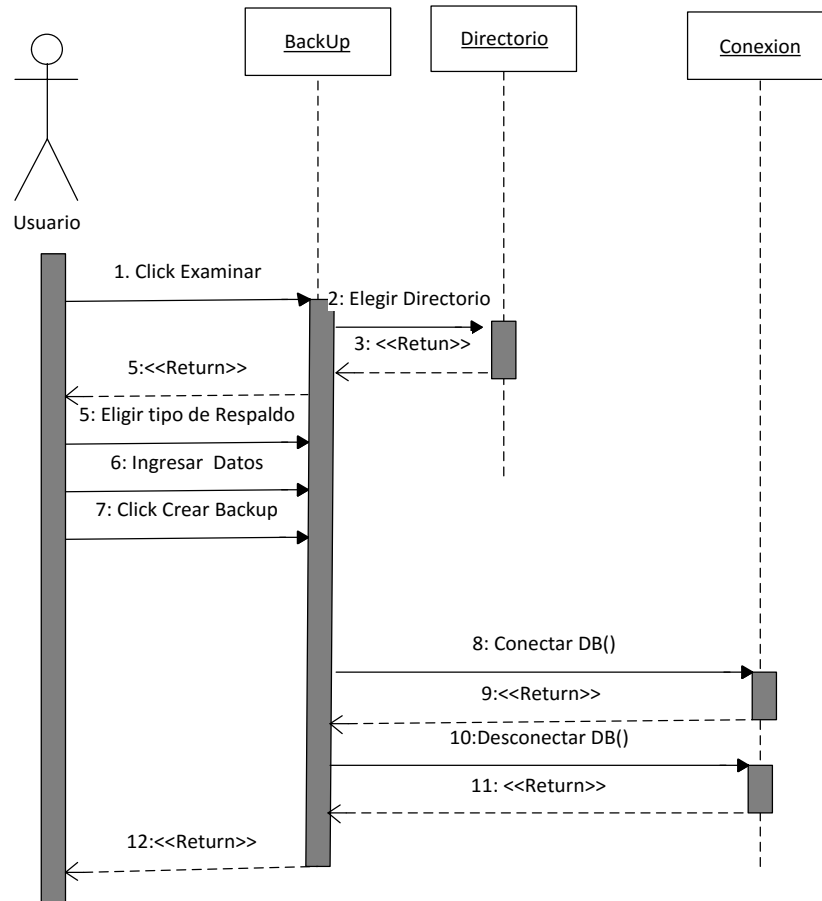 BackUp
Directorio
Conexion
Usuario
1. Click Examinar
2: Elegir Directorio
3: <<Retun>>
5:<<Return>>
5: Eligir tipo de Respaldo
6: Ingresar  Datos
7: Click Crear Backup
8: Conectar DB()
9:<<Return>>
10:Desconectar DB()
11: <<Return>>
12:<<Return>>